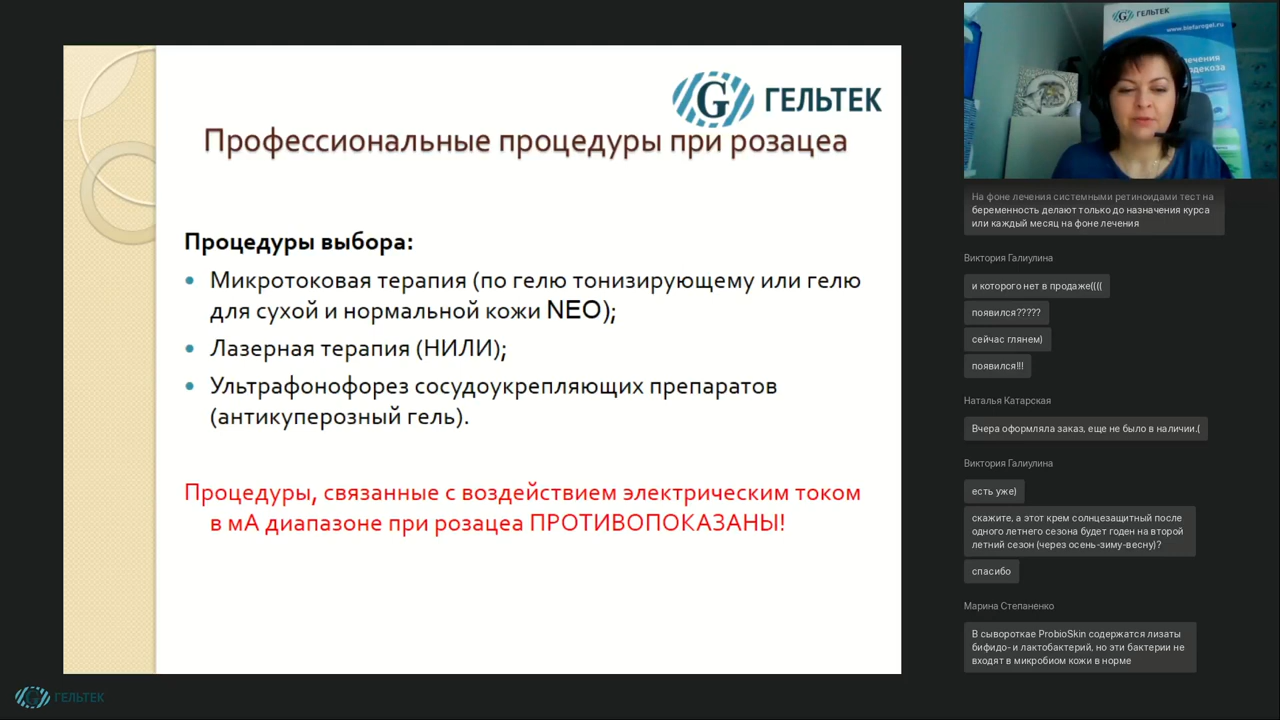 ГЕЛЬТЕК
Профессиональные процедуры при розацеа
Процедуры выбора:
Микротоковая терапия (по гелю тонизирующему или гелю
для сухой и нормальной кожи NEO);
Лазерная терапия (НИЛИ);
Ультрафонофорез сосудоукрепляющих препаратов
(антикуперозный гель).
Процедуры, связанные с воздействием электрическим током
в мА диапазоне при розацеа ПРОТИВОПОКАЗАНЫ!
ГЕЛЬТЕК
ГЕЛЬТЕК
www.biofarogel.ru
На фоне лечения системными ретиноидами тест на
беременность делают только до назначения курса
или каждый месяц на фоне лечения
Виктория Галиулина
и которого нет в продаже((((
появился?????
сейчас глянем)
появился!!!
Наталья Катарская
Вчера оформляла заказ, еще не было в наличии.(
Виктория Галиулина
есть уже)
скажите, а этот крем солнцезащитный после
одного летнего сезона будет годен на второй
летний сезон (через осень-зиму-весну)?
спасибо
Марина Степаненко
В сывороткае ProbioSkin содержатся лизаты
бифидо- и лактобактерий, но эти бактерии не
входят в микробиом кожи в норме